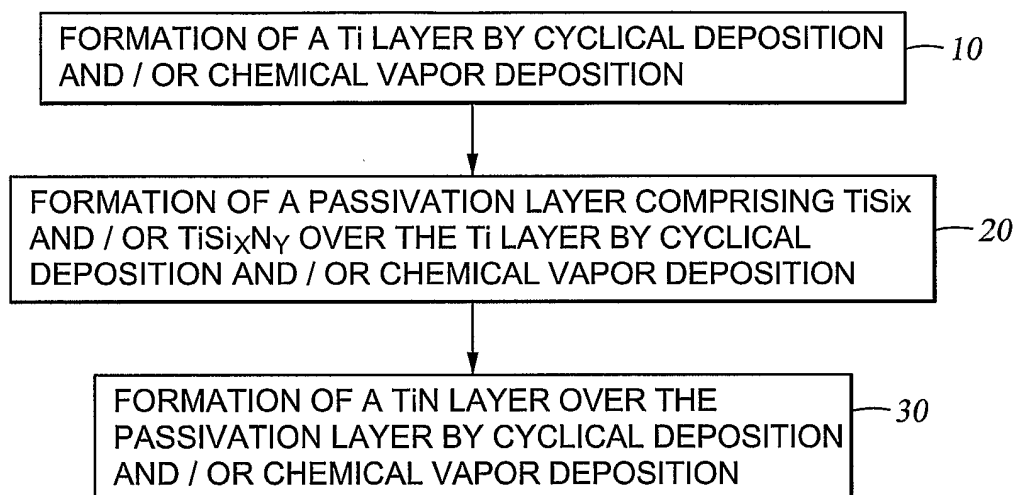 FORMATION OF A Ti LAYER BY CYCLICAL DEPOSITION
AND / OR CHEMICAL VAPOR DEPOSITION
10
FORMATION OF A PASSIVATION LAYER COMPRISING TiSix
AND / OR TiSiXNY OVER THE Ti LAYER BY CYCLICAL
DEPOSITION AND / OR CHEMICAL VAPOR DEPOSITION
20
FORMATION OF A TiN LAYER OVER THE
PASSIVATION LAYER BY CYCLICAL DEPOSITION
AND / OR CHEMICAL VAPOR DEPOSITION
30